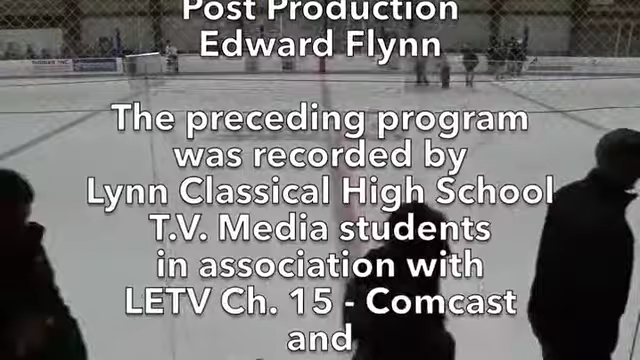 Post Production
Edward Flynn
The preceding program
was recorded by
Lynn Classical High School
T.V. Media students
in association with
LETV Ch. 15 - Comcast
and